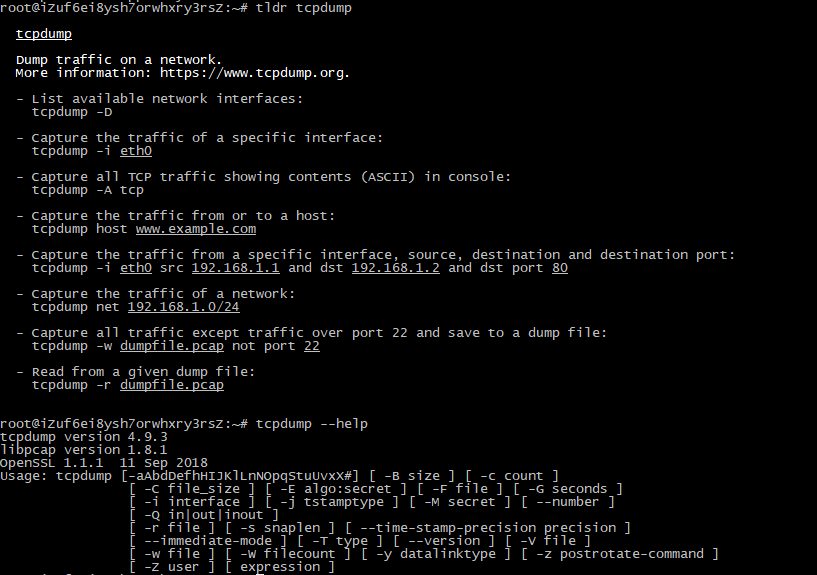 root@iZuf6ei8ysh7orwhxry3rsZ:~# tldr tcpdump
tcpdump
Dump traffic on a network.
More information: https://www.tcpdump.org.
- List available network interfaces:
tcpdump -D
- Capture the traffic of a specific interface:
tcpdump -i eth0
- Capture all TCP traffic showing contents (ASCII) in console:
tcpdump -A tcp
- Capture the traffic from or to a host:
tcpdump host www.example.com
- Capture the traffic from a specific interface, source, destination and destination port:
tcpdump -i eth0 src 192.168.1.1 and dst 192.168.1.2 and dst port 80
- Capture the traffic of a network:
tcpdump net 192.168.1.0/24
- Capture all traffic except traffic over port 22 and save to a dump file:
tcpdump -w dumpfile.pcap not port 22
- Read from a given dump file:
tcpdump -r dumpfile.pcap
root@iZuf6ei8ysh7orwhxry3rsZ:~# tcpdump --help
tcpdump version 4.9.3
libpcap version 1.8.1
OpenSSL 1.1.1  11 Sep 2018
Usage: tcpdump [-aAbdDefhHIJKlLnNOpqStuUvxX#] [ -B size ] [ -c count ]
[ -C file_size ] [ -E algo:secret ] [ -F file ] [ -G seconds ]
[ -i interface ] [ -j tstamptype ] [ -M secret ] [ --number ]
[ -Q in|out|inout ]
[ -r file ] [ -s snaplen ] [ --time-stamp-precision precision ]
[ --immediate-mode ] [ -T type ] [ --version ] [ -V file ]
[ -w file ] [ -W filecount ] [ -y datalinktype ] [ -z postrotate-command ]
[ -Z user ] [ expression ]